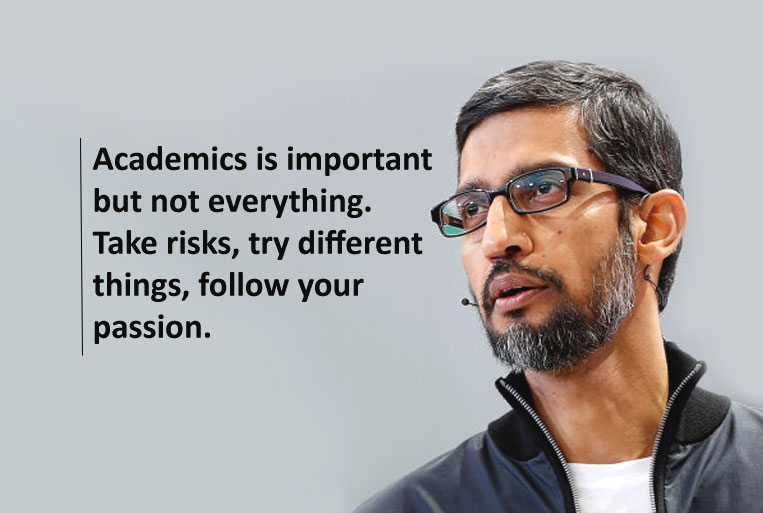 Academics is important
but not everything.
Take risks, try different
things, follow your
passion.